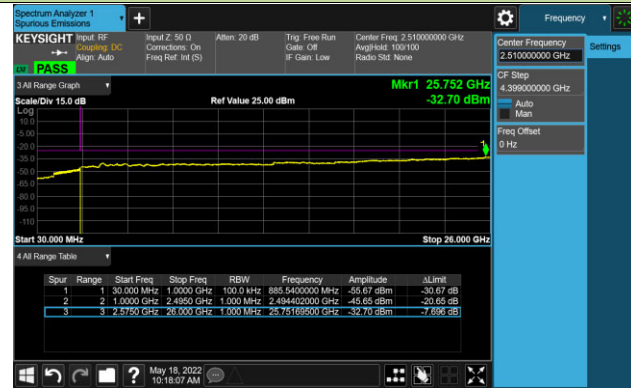 Spectrum Analyzer 1
Spurious Emissions
Frequency
KEYSIGHT
Input: RF
Coupling: DC
Align: Auto
Input Z: 50 Ω
Corrections: On
Freq Ref: Int (S)
Atten: 20 dB
Trig: Free Run
Gate: Off
IF Gain: Low
Center Freq: 2.510000000 GHz
Avg|Hold: 100/100
Radio Std: None
PASS
Center Frequency
2.510000000 GHz
Settings
CF Step
4.399000000 GHz
Auto
Man
Freq Offset
0 Hz
3 All Range Graph
Mkr1 25.752 GHz
-32.70 dBm
Scale/Div 15.0 dB
Ref Value 25.00 dBm
Log
10.0
-5.00
-20.0
-35.0
-50.0
-65.0
-80.0
-95.0
-110
1
Start 30.000 MHz
Stop 26.000 GHz
4 All Range Table
Spur Range Start Freq Stop Freq RBW Frequency Amplitude ΔLimit
1 1 30.000 MHz 1.0000 GHz 100.0 kHz 885.5400000 MHz -55.67 dBm -30.67 dB
2 2 1.0000 GHz 2.4950 GHz 1.000 MHz 2.494402000 GHz -45.65 dBm -20.65 dB
3 3 2.5750 GHz 26.000 GHz 1.000 MHz 25.75169500 GHz -32.70 dBm -7.696 dB
May 18, 2022
10:18:07 AM